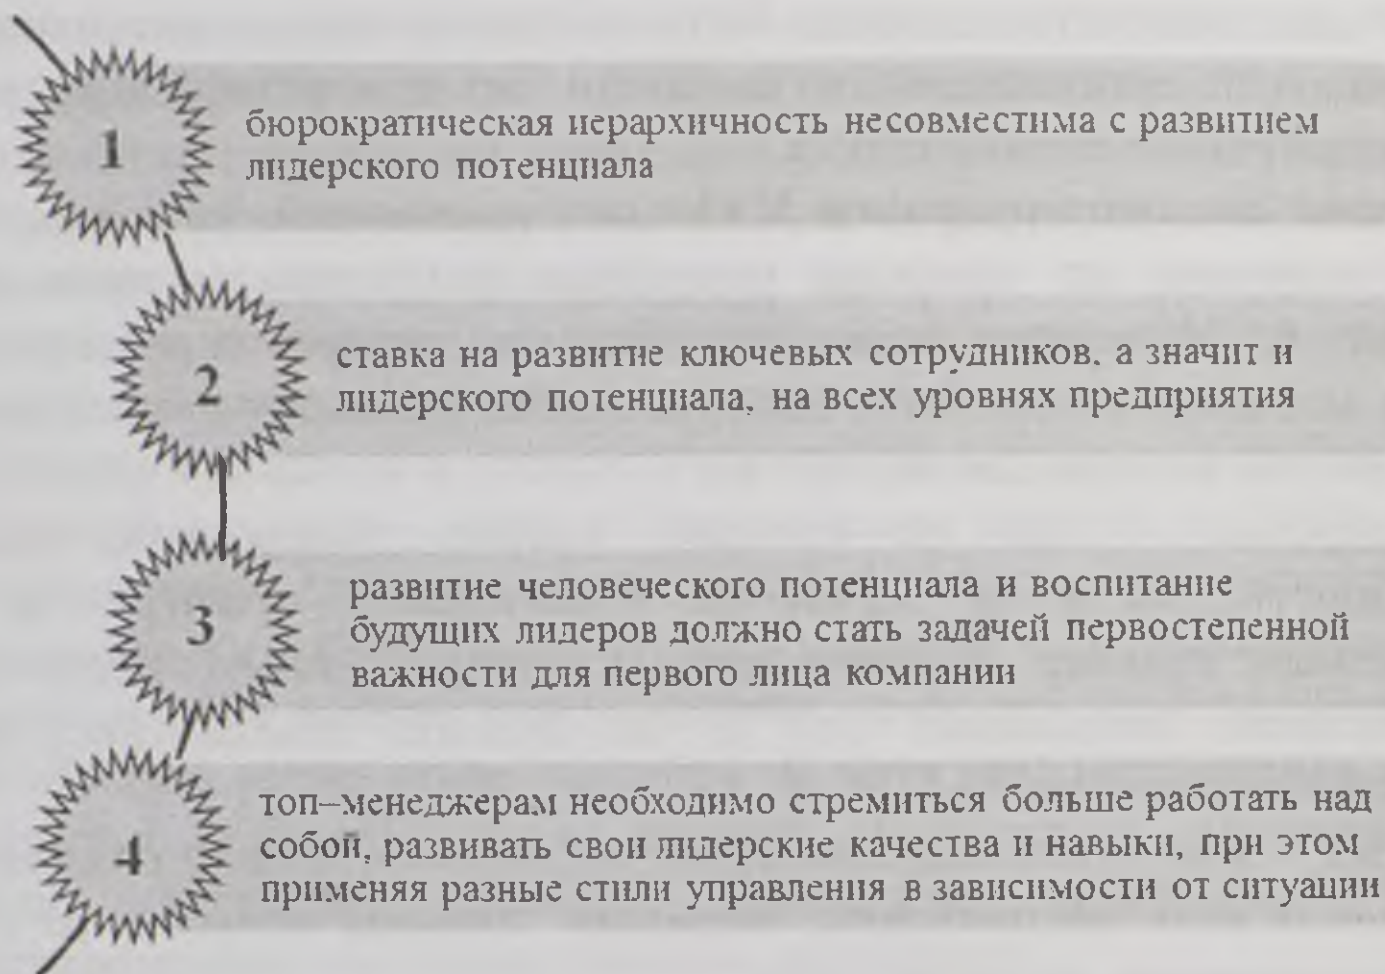 1
бюрократическая иерархичность несовместима с развитием
лидерского потенциала
2
ставка на развитие ключевых сотрудников, а значит и
лидерского потенциала, на всех уровнях предприятия
3
развитие человеческого потенциала и воспитание
будущих лидеров должно стать задачей первостепенной
важности для первого лица компании
4
топ–менеджерам необходимо стремиться больше работать над
собой, развивать свои лидерские качества и навыки, при этом
применяя разные стили управления в зависимости от ситуации